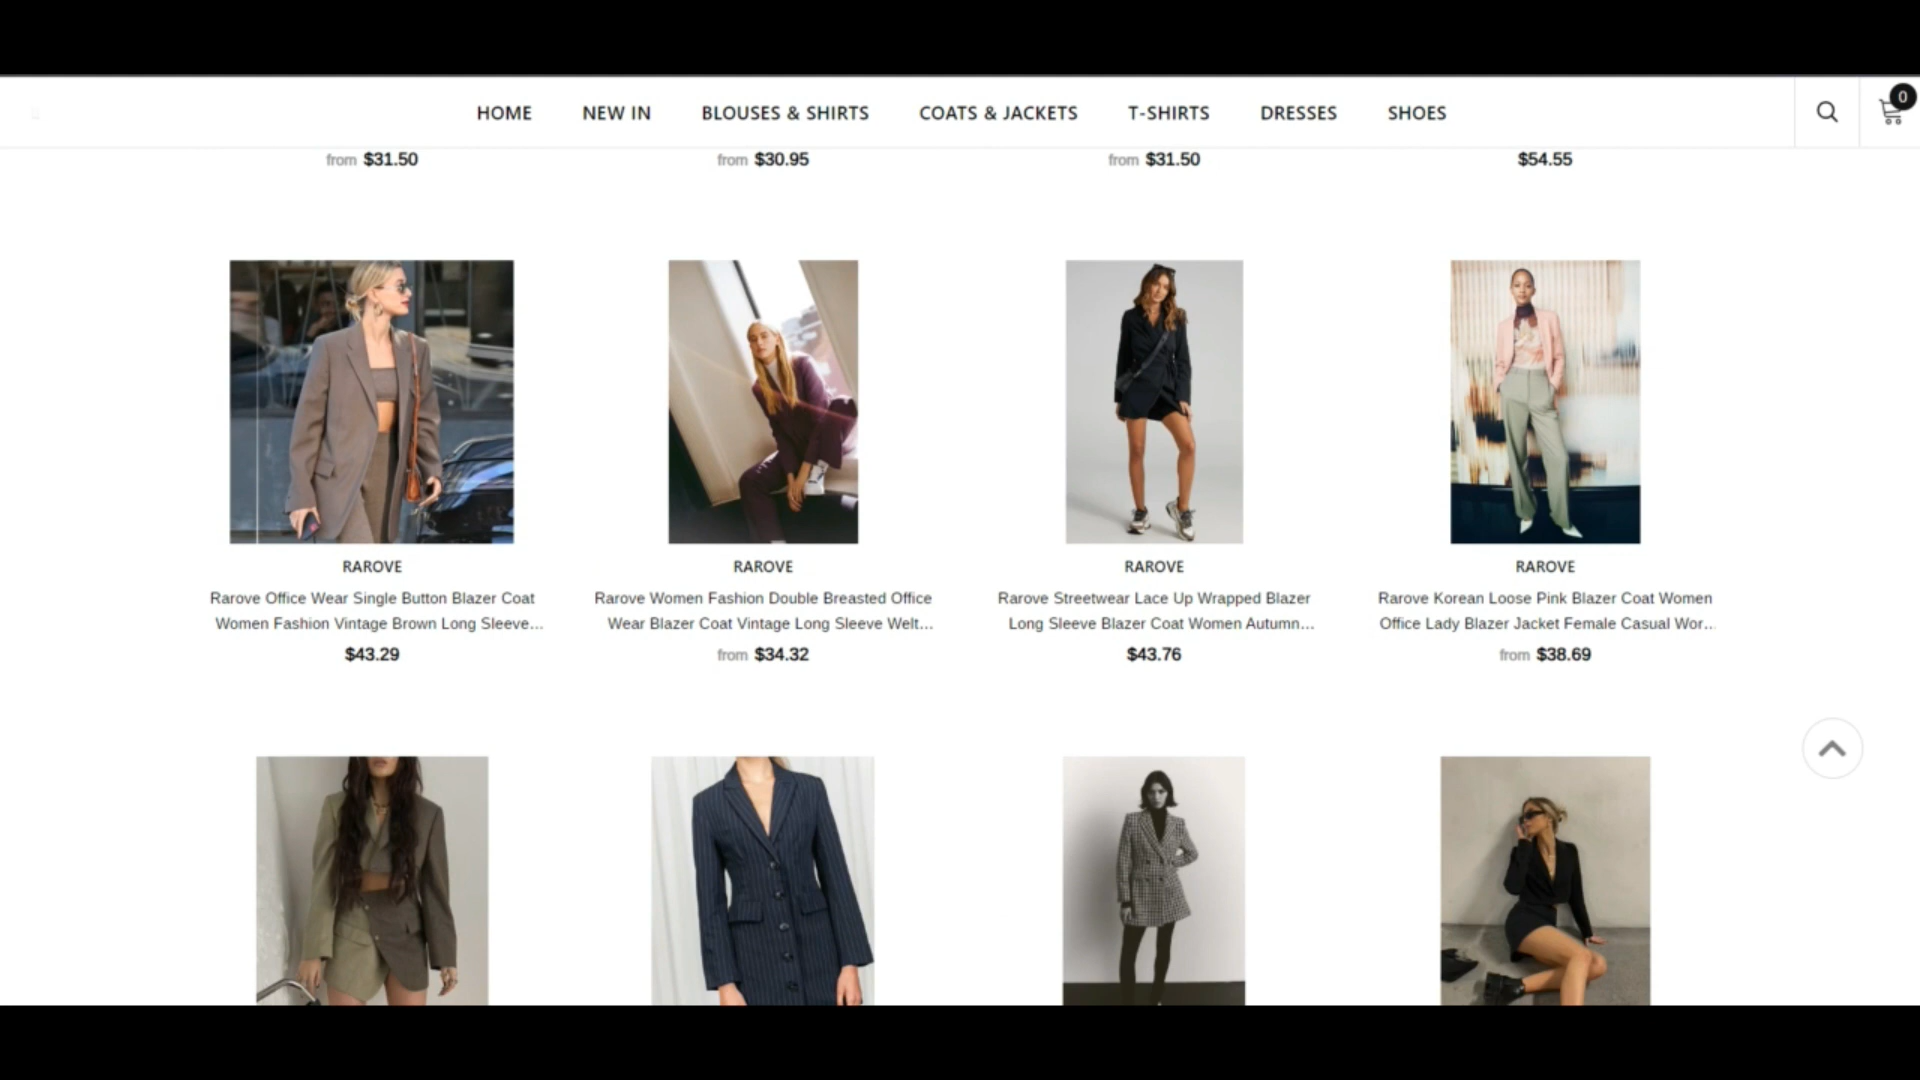 HOME NEW IN BLOUSES & SHIRTS COATS & JACKETS T-SHIRTS DRESSES SHOES 0
from $31.50 from $30.95 from $31.50 $54.55
RAROVE
Rarove Office Wear Single Button Blazer Coat
Women Fashion Vintage Brown Long Sleeve...
$43.29
RAROVE
Rarove Women Fashion Double Breasted Office
Wear Blazer Coat Vintage Long Sleeve Welt...
from $34.32
RAROVE
Rarove Streetwear Lace Up Wrapped Blazer
Long Sleeve Blazer Coat Women Autumn...
$43.76
RAROVE
Rarove Korean Loose Pink Blazer Coat Women
Office Lady Blazer Jacket Female Casual Wor...
from $38.69